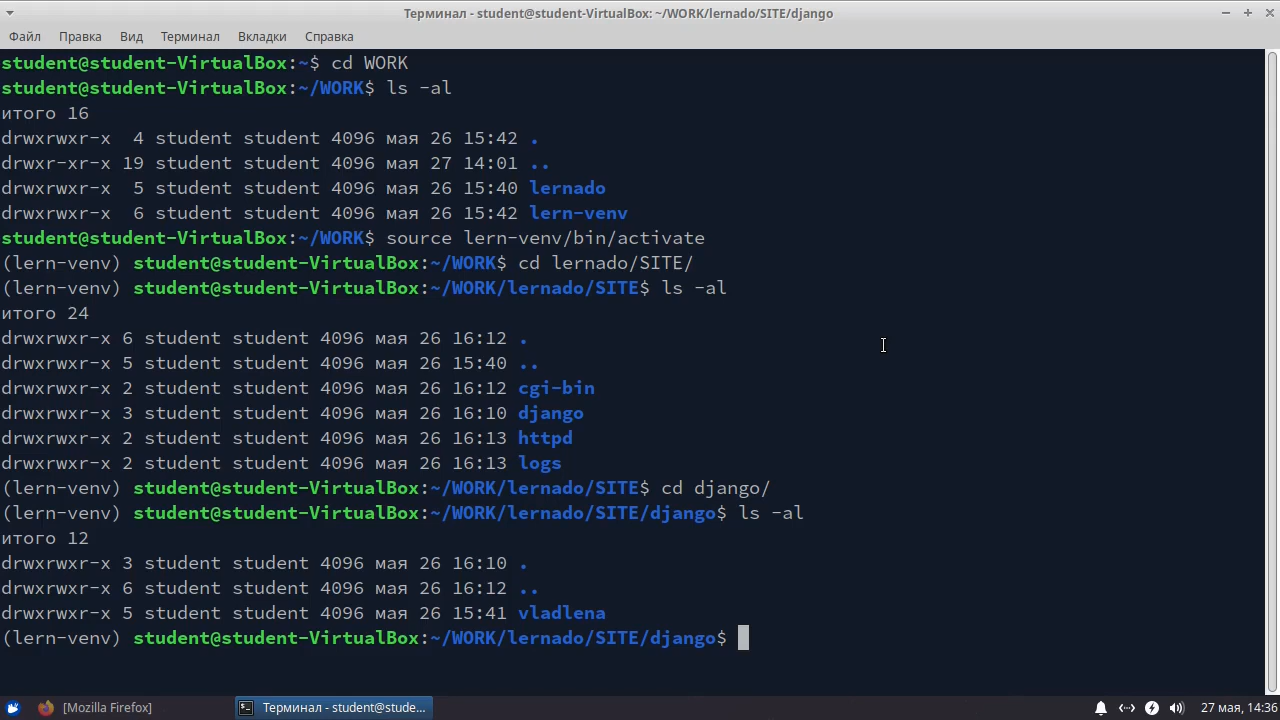 Терминал - student@student-VirtualBox: ~/WORK/lernado/SITE/django
Файл Правка Вид Терминал Вкладки Справка
student@student-VirtualBox:~$ cd WORK
student@student-VirtualBox:~/WORK$ ls -al
итого 16
drwxrwxr-x  4 student student 4096 мая 26 15:42 .
drwxr-xr-x 19 student student 4096 мая 27 14:01 ..
drwxrwxr-x  5 student student 4096 мая 26 15:40 lernado
drwxrwxr-x  6 student student 4096 мая 26 15:42 lern-venv
student@student-VirtualBox:~/WORK$ source lern-venv/bin/activate
(lern-venv) student@student-VirtualBox:~/WORK$ cd lernado/SITE/
(lern-venv) student@student-VirtualBox:~/WORK/lernado/SITE$ ls -al
итого 24
drwxrwxr-x 6 student student 4096 мая 26 16:12 .
drwxrwxr-x 5 student student 4096 мая 26 15:40 ..
drwxrwxr-x 2 student student 4096 мая 26 16:12 cgi-bin
drwxrwxr-x 3 student student 4096 мая 26 16:10 django
drwxrwxr-x 2 student student 4096 мая 26 16:13 httpd
drwxrwxr-x 2 student student 4096 мая 26 16:13 logs
(lern-venv) student@student-VirtualBox:~/WORK/lernado/SITE$ cd django/
(lern-venv) student@student-VirtualBox:~/WORK/lernado/SITE/django$ ls -al
итого 12
drwxrwxr-x 3 student student 4096 мая 26 16:10 .
drwxrwxr-x 6 student student 4096 мая 26 16:12 ..
drwxrwxr-x 5 student student 4096 мая 26 15:41 vladlena
(lern-venv) student@student-VirtualBox:~/WORK/lernado/SITE/django$
[Mozilla Firefox] Терминал - student@stude... 27 мая, 14:36